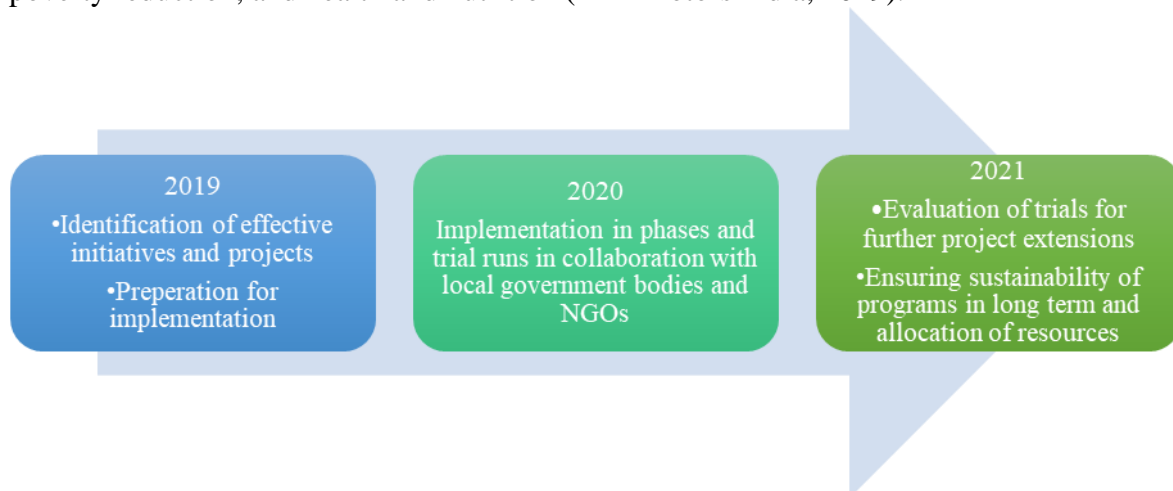 2019
•Identification of effective
initiatives and projects
•Preperation for
implementation
2020
Implementation in phases and
trial runs in collaboration with
local government bodies and
NGOs
2021
•Evaluation of trials for
further project extensions
•Ensuring sustainability of
programs in long term and
allocation of resources